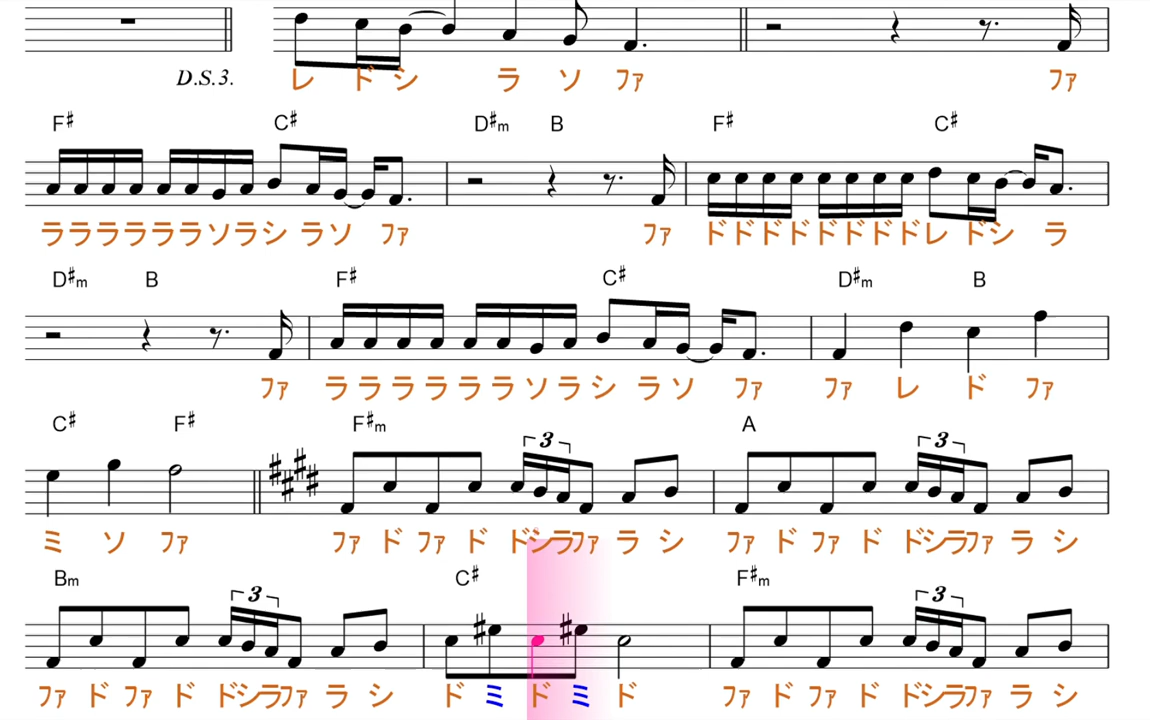 D.S.3.
レ ド シ ラ ソ ファ ファ
F♯ C♯ D♯m B F♯ C♯
ララララララソラシ ラソ ファ ファ ドドドドドドドドレ ドシ ラ
D♯m B F♯ C♯ D♯m B
ファ ララララララソラシ ラソ ファ ファ レ ド ファ
C♯ F♯ F♯m A
3 3
ミ ソ ファ ファ ド ファ ド ドシラファ ラ シ ファ ド ファ ド ドシラファ ラ シ
Bm C♯ F♯m
3 3
ファ ド ファ ド ドシラファ ラ シ ド ミ ド ミ ド ファ ド ファ ド ドシラファ ラ シ